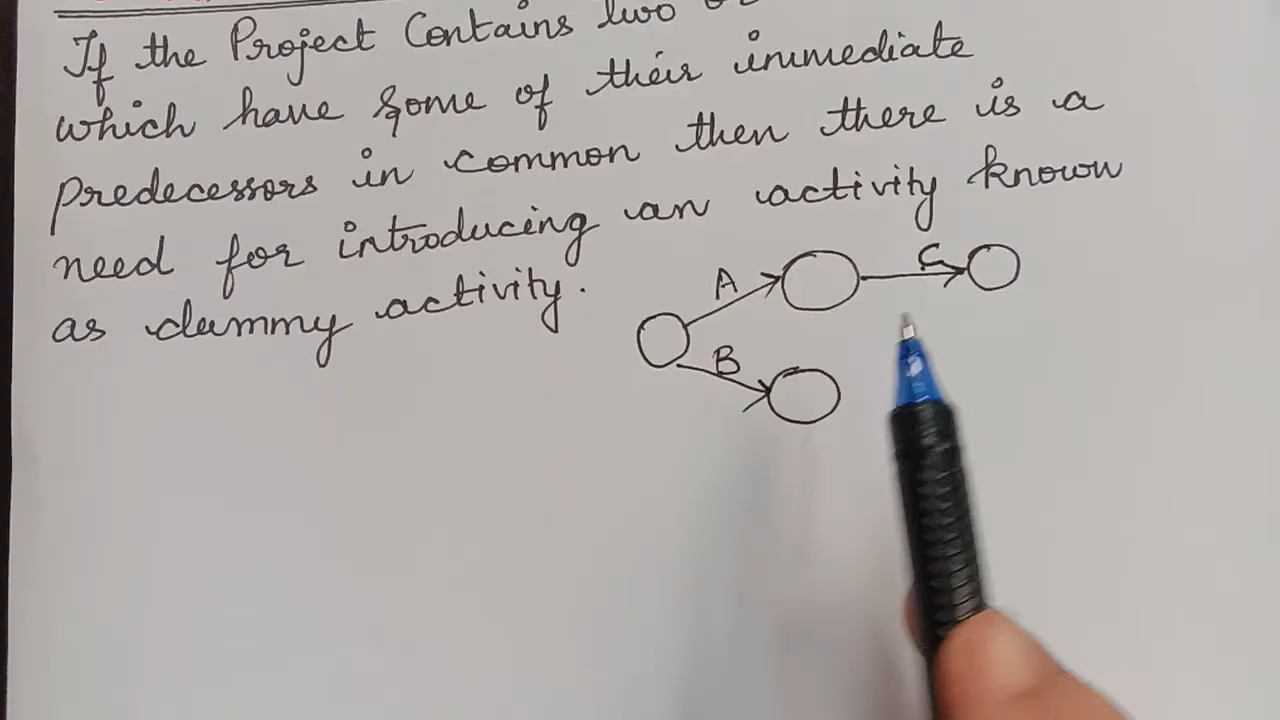 If the Project Contains two
which have some of their immediate
predecessors in common then there is a
need for introducing an activity known
as dummy activity.
A
C
B